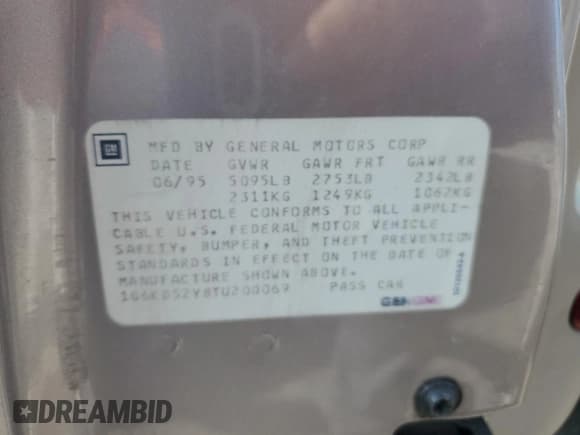 GM
MFD BY GENERAL MOTORS CORP
DATE GVWR GAWR FRT GAWR RR
06/95 5095LB 2753LB 2342LB
2311KG 1249KG 1062KG
THIS VEHICLE CONFORMS TO ALL APPLI-
CABLE U.S. FEDERAL MOTOR VEHICLE
SAFETY, BUMPER, AND THEFT PREVENTION
STANDARDS IN EFFECT ON THE DATE OF
MANUFACTURE SHOWN ABOVE.
1G6KD52Y8TU200069 PASS CAR
DREAMBID